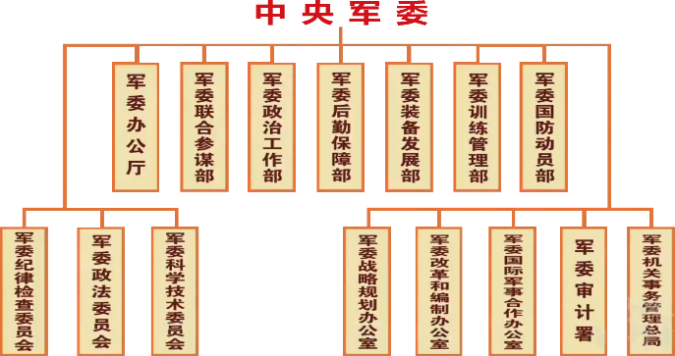 中央军委
军委办公厅
军委联合参谋部
军委政治工作部
军委后勤保障部
军委装备发展部
军委训练管理部
军委国防动员部
军委纪律检查委员会
军委政法委员会
军委科学技术委员会
军委战略规划办公室
军委改革和编制办公室
军委国际军事合作办公室
军委审计署
军委机关事务管理总局